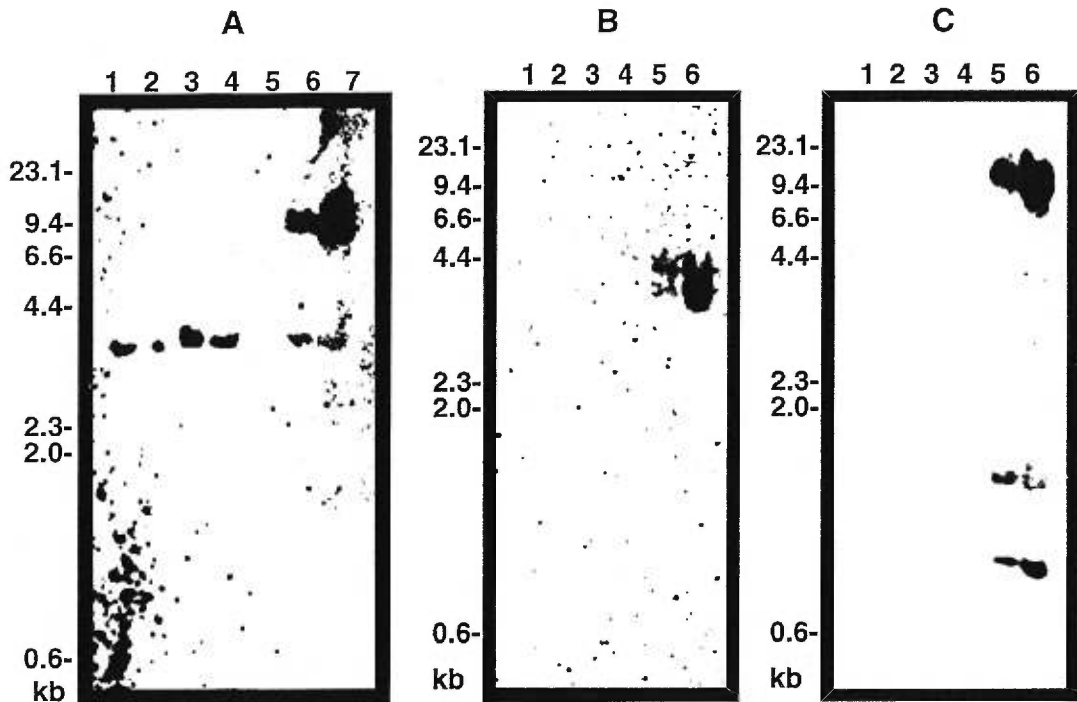 A
1 2 3 4 5 6 7
23.1-
9.4-
6.6-
4.4-
2.3-
2.0-
0.6-
kb
B
1 2 3 4 5 6
23.1-
9.4-
6.6-
4.4-
2.3-
2.0-
0.6-
kb
C
1 2 3 4 5 6
23.1-
9.4-
6.6-
4.4-
2.3-
2.0-
0.6-
kb